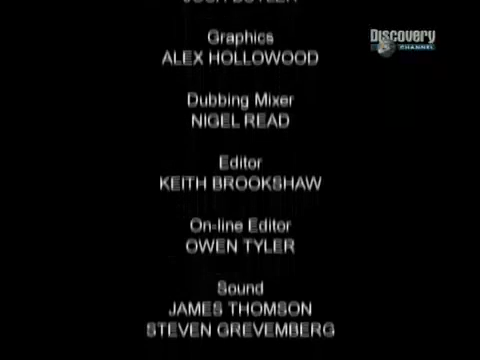 Graphics
ALEX HOLLOWOOD
Discovery
CHANNEL
Dubbing Mixer
NIGEL READ
Editor
KEITH BROOKSHAW
On-line Editor
OWEN TYLER
Sound
JAMES THOMSON
STEVEN GREVEMBERG